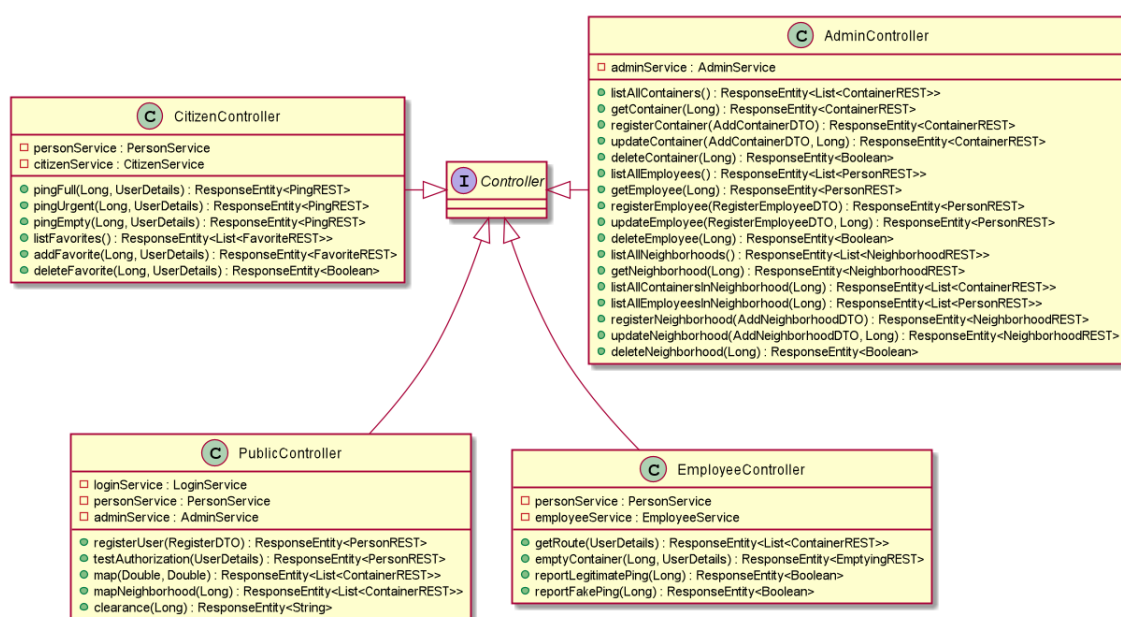 C AdminController
adminService : AdminService
listAllContainers() : ResponseEntity<List<ContainerREST>>
getContainer(Long) : ResponseEntity<ContainerREST>
registerContainer(AddContainerDTO) : ResponseEntity<ContainerREST>
updateContainer(AddContainerDTO, Long) : ResponseEntity<ContainerREST>
deleteContainer(Long) : ResponseEntity<Boolean>
listAllEmployees() : ResponseEntity<List<PersonREST>>
getEmployee(Long) : ResponseEntity<PersonREST>
registerEmployee(RegisterEmployeeDTO) : ResponseEntity<PersonREST>
updateEmployee(RegisterEmployeeDTO, Long) : ResponseEntity<PersonREST>
deleteEmployee(Long) : ResponseEntity<Boolean>
listAllNeighborhoods() : ResponseEntity<List<NeighborhoodREST>>
getNeighborhood(Long) : ResponseEntity<NeighborhoodREST>
listAllContainersInNeighborhood(Long) : ResponseEntity<List<ContainerREST>>
listAllEmployeesInNeighborhood(Long) : ResponseEntity<List<PersonREST>>
registerNeighborhood(AddNeighborhoodDTO) : ResponseEntity<NeighborhoodREST>
updateNeighborhood(AddNeighborhoodDTO, Long) : ResponseEntity<NeighborhoodREST>
deleteNeighborhood(Long) : ResponseEntity<Boolean>
C CitizenController
personService : PersonService
citizenService : CitizenService
pingFull(Long, UserDetails) : ResponseEntity<PingREST>
pingUrgent(Long, UserDetails) : ResponseEntity<PingREST>
pingEmpty(Long, UserDetails) : ResponseEntity<PingREST>
listFavorites() : ResponseEntity<List<FavoriteREST>>
addFavorite(Long, UserDetails) : ResponseEntity<FavoriteREST>
deleteFavorite(Long, UserDetails) : ResponseEntity<Boolean>
I Controller
C PublicController
loginService : LoginService
personService : PersonService
adminService : AdminService
registerUser(RegisterDTO) : ResponseEntity<PersonREST>
testAuthorization(UserDetails) : ResponseEntity<PersonREST>
map(Double, Double) : ResponseEntity<List<ContainerREST>>
mapNeighborhood(Long) : ResponseEntity<List<ContainerREST>>
clearance(Long) : ResponseEntity<String>
C EmployeeController
personService : PersonService
employeeService : EmployeeService
getRoute(UserDetails) : ResponseEntity<List<ContainerREST>>
emptyContainer(Long, UserDetails) : ResponseEntity<EmptyingREST>
reportLegitimatePing(Long) : ResponseEntity<Boolean>
reportFakePing(Long) : ResponseEntity<Boolean>